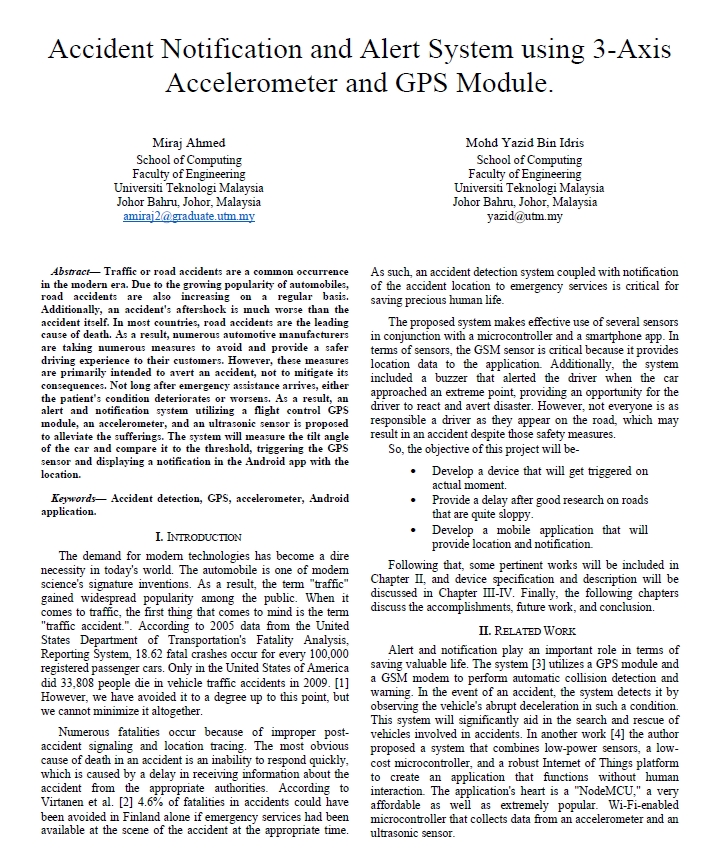 Accident Notification and Alert System using 3-Axis
Accelerometer and GPS Module.
Miraj Ahmed
School of Computing
Faculty of Engineering
Universiti Teknologi Malaysia
Johor Bahru, Johor, Malaysia
amiraj2@graduate.utm.my
Mohd Yazid Bin Idris
School of Computing
Faculty of Engineering
Universiti Teknologi Malaysia
Johor Bahru, Johor, Malaysia
yazid@utm.my
Abstract— Traffic or road accidents are a common occurrence
in the modern era. Due to the growing popularity of automobiles,
road accidents are also increasing on a regular basis.
Additionally, an accident's aftershock is much worse than the
accident itself. In most countries, road accidents are the leading
cause of death. As a result, numerous automotive manufacturers
are taking numerous measures to avoid and provide a safer
driving experience to their customers. However, these measures
are primarily intended to avert an accident, not to mitigate its
consequences. Not long after emergency assistance arrives, either
the patient's condition deteriorates or worsens. As a result, an
alert and notification system utilizing a flight control GPS
module, an accelerometer, and an ultrasonic sensor is proposed
to alleviate the sufferings. The system will measure the tilt angle
of the car and compare it to the threshold, triggering the GPS
sensor and displaying a notification in the Android app with the
location.
Keywords— Accident detection, GPS, accelerometer, Android
application.
I. INTRODUCTION
The demand for modern technologies has become a dire
necessity in today's world. The automobile is one of modern
science's signature inventions. As a result, the term "traffic"
gained widespread popularity among the public. When it
comes to traffic, the first thing that comes to mind is the term
"traffic accident.". According to 2005 data from the United
States Department of Transportation's Fatality Analysis,
Reporting System, 18.62 fatal crashes occur for every 100,000
registered passenger cars. Only in the United States of America
did 33,808 people die in vehicle traffic accidents in 2009. [1]
However, we have avoided it to a degree up to this point, but
we cannot minimize it altogether.
Numerous fatalities occur because of improper post-
accident signaling and location tracing. The most obvious
cause of death in an accident is an inability to respond quickly,
which is caused by a delay in receiving information about the
accident from the appropriate authorities. According to
Virtanen et al. [2] 4.6% of fatalities in accidents could have
been avoided in Finland alone if emergency services had been
available at the scene of the accident at the appropriate time.
As such, an accident detection system coupled with notification
of the accident location to emergency services is critical for
saving precious human life.
The proposed system makes effective use of several sensors
in conjunction with a microcontroller and a smartphone app. In
terms of sensors, the GSM sensor is critical because it provides
location data to the application. Additionally, the system
included a buzzer that alerted the driver when the car
approached an extreme point, providing an opportunity for the
driver to react and avert disaster. However, not everyone is as
responsible a driver as they appear on the road, which may
result in an accident despite those safety measures.
So, the objective of this project will be-
• Develop a device that will get triggered on
actual moment.
• Provide a delay after good research on roads
that are quite sloppy.
• Develop a mobile application that will
provide location and notification.
Following that, some pertinent works will be included in
Chapter II, and device specification and description will be
discussed in Chapter III-IV. Finally, the following chapters
discuss the accomplishments, future work, and conclusion.
II. RELATED WORK
Alert and notification play an important role in terms of
saving valuable life. The system [3] utilizes a GPS module and
a GSM modem to perform automatic collision detection and
warning. In the event of an accident, the system detects it by
observing the vehicle's abrupt deceleration in such a condition.
This system will significantly aid in the search and rescue of
vehicles involved in accidents. In another work [4] the author
proposed a system that combines low-power sensors, a low-
cost microcontroller, and a robust Internet of Things platform
to create an application that functions without human
interaction. The application's heart is a "NodeMCU," a very
affordable as well as extremely popular. Wi-Fi-enabled
microcontroller that collects data from an accelerometer and an
ultrasonic sensor.